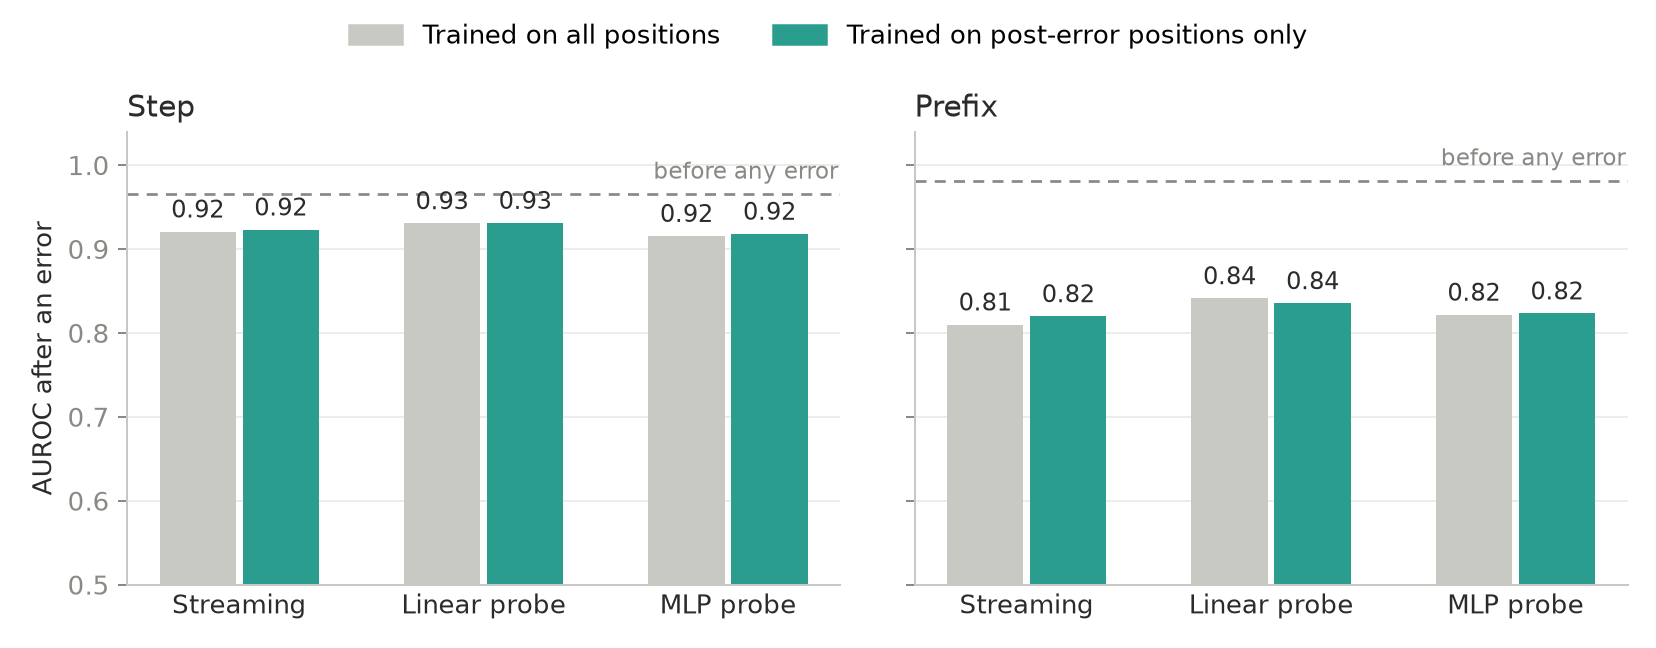 Trained on all positions
Trained on post-error positions only
Step
Prefix
AUROC after an error
1.0
0.9
0.8
0.7
0.6
0.5
before any error
0.92
0.92
0.93
0.93
0.92
0.92
Streaming
Linear probe
MLP probe
before any error
0.81
0.82
0.84
0.84
0.82
0.82
Streaming
Linear probe
MLP probe